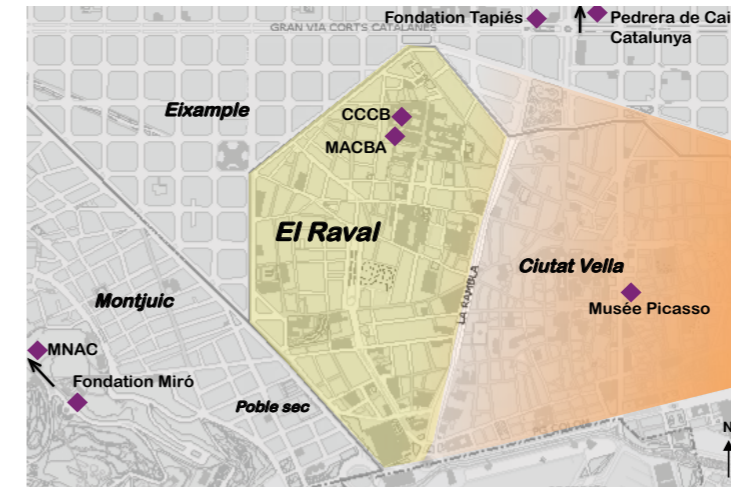 Fondation Tapiés
Pedrera de Cai
Catalunya
GRAN VIA CORTS CATALANES
Eixample
CCCB
MACBA
El Raval
Ciutat Vella
LA RAMBLA
Montjuic
Musée Picasso
MNAC
Fondation Miró
Poble sec
N